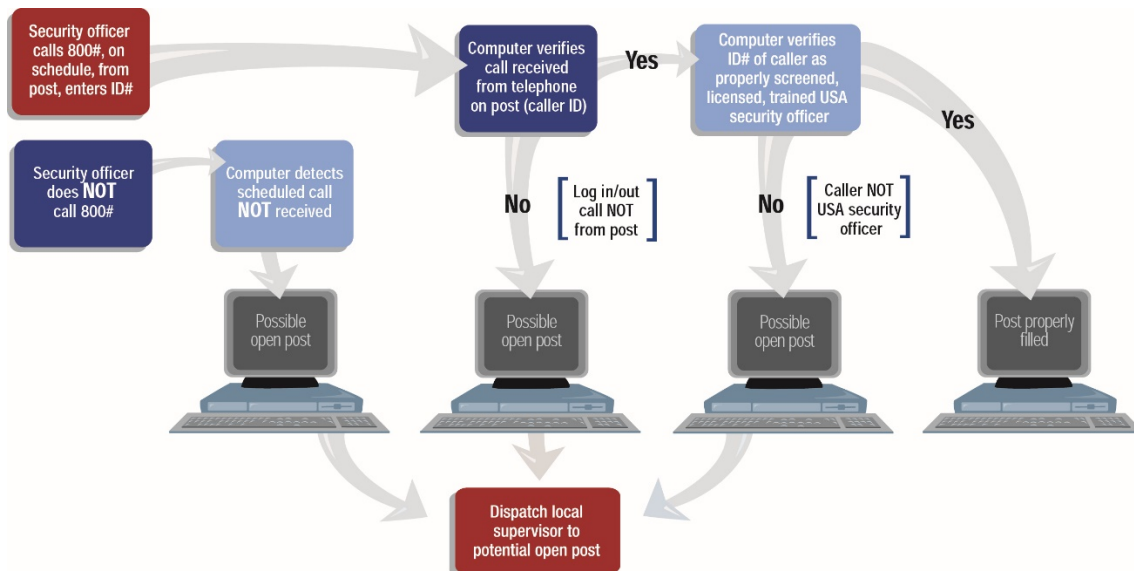 Security officer
calls 800#, on
schedule, from
post, enters ID#
Computer verifies
call received
from telephone
on post (caller ID)
Yes
Computer verifies
ID# of caller as
properly screened,
licensed, trained USA
security officer
Yes
Security officer
does NOT
call 800#
Computer detects
scheduled call
NOT received
No
[ Log in/out
call NOT
from post ]
No
[ Caller NOT
USA security
officer ]
Possible
open post
Possible
open post
Possible
open post
Post properly
filled
Dispatch local
supervisor to
potential open post